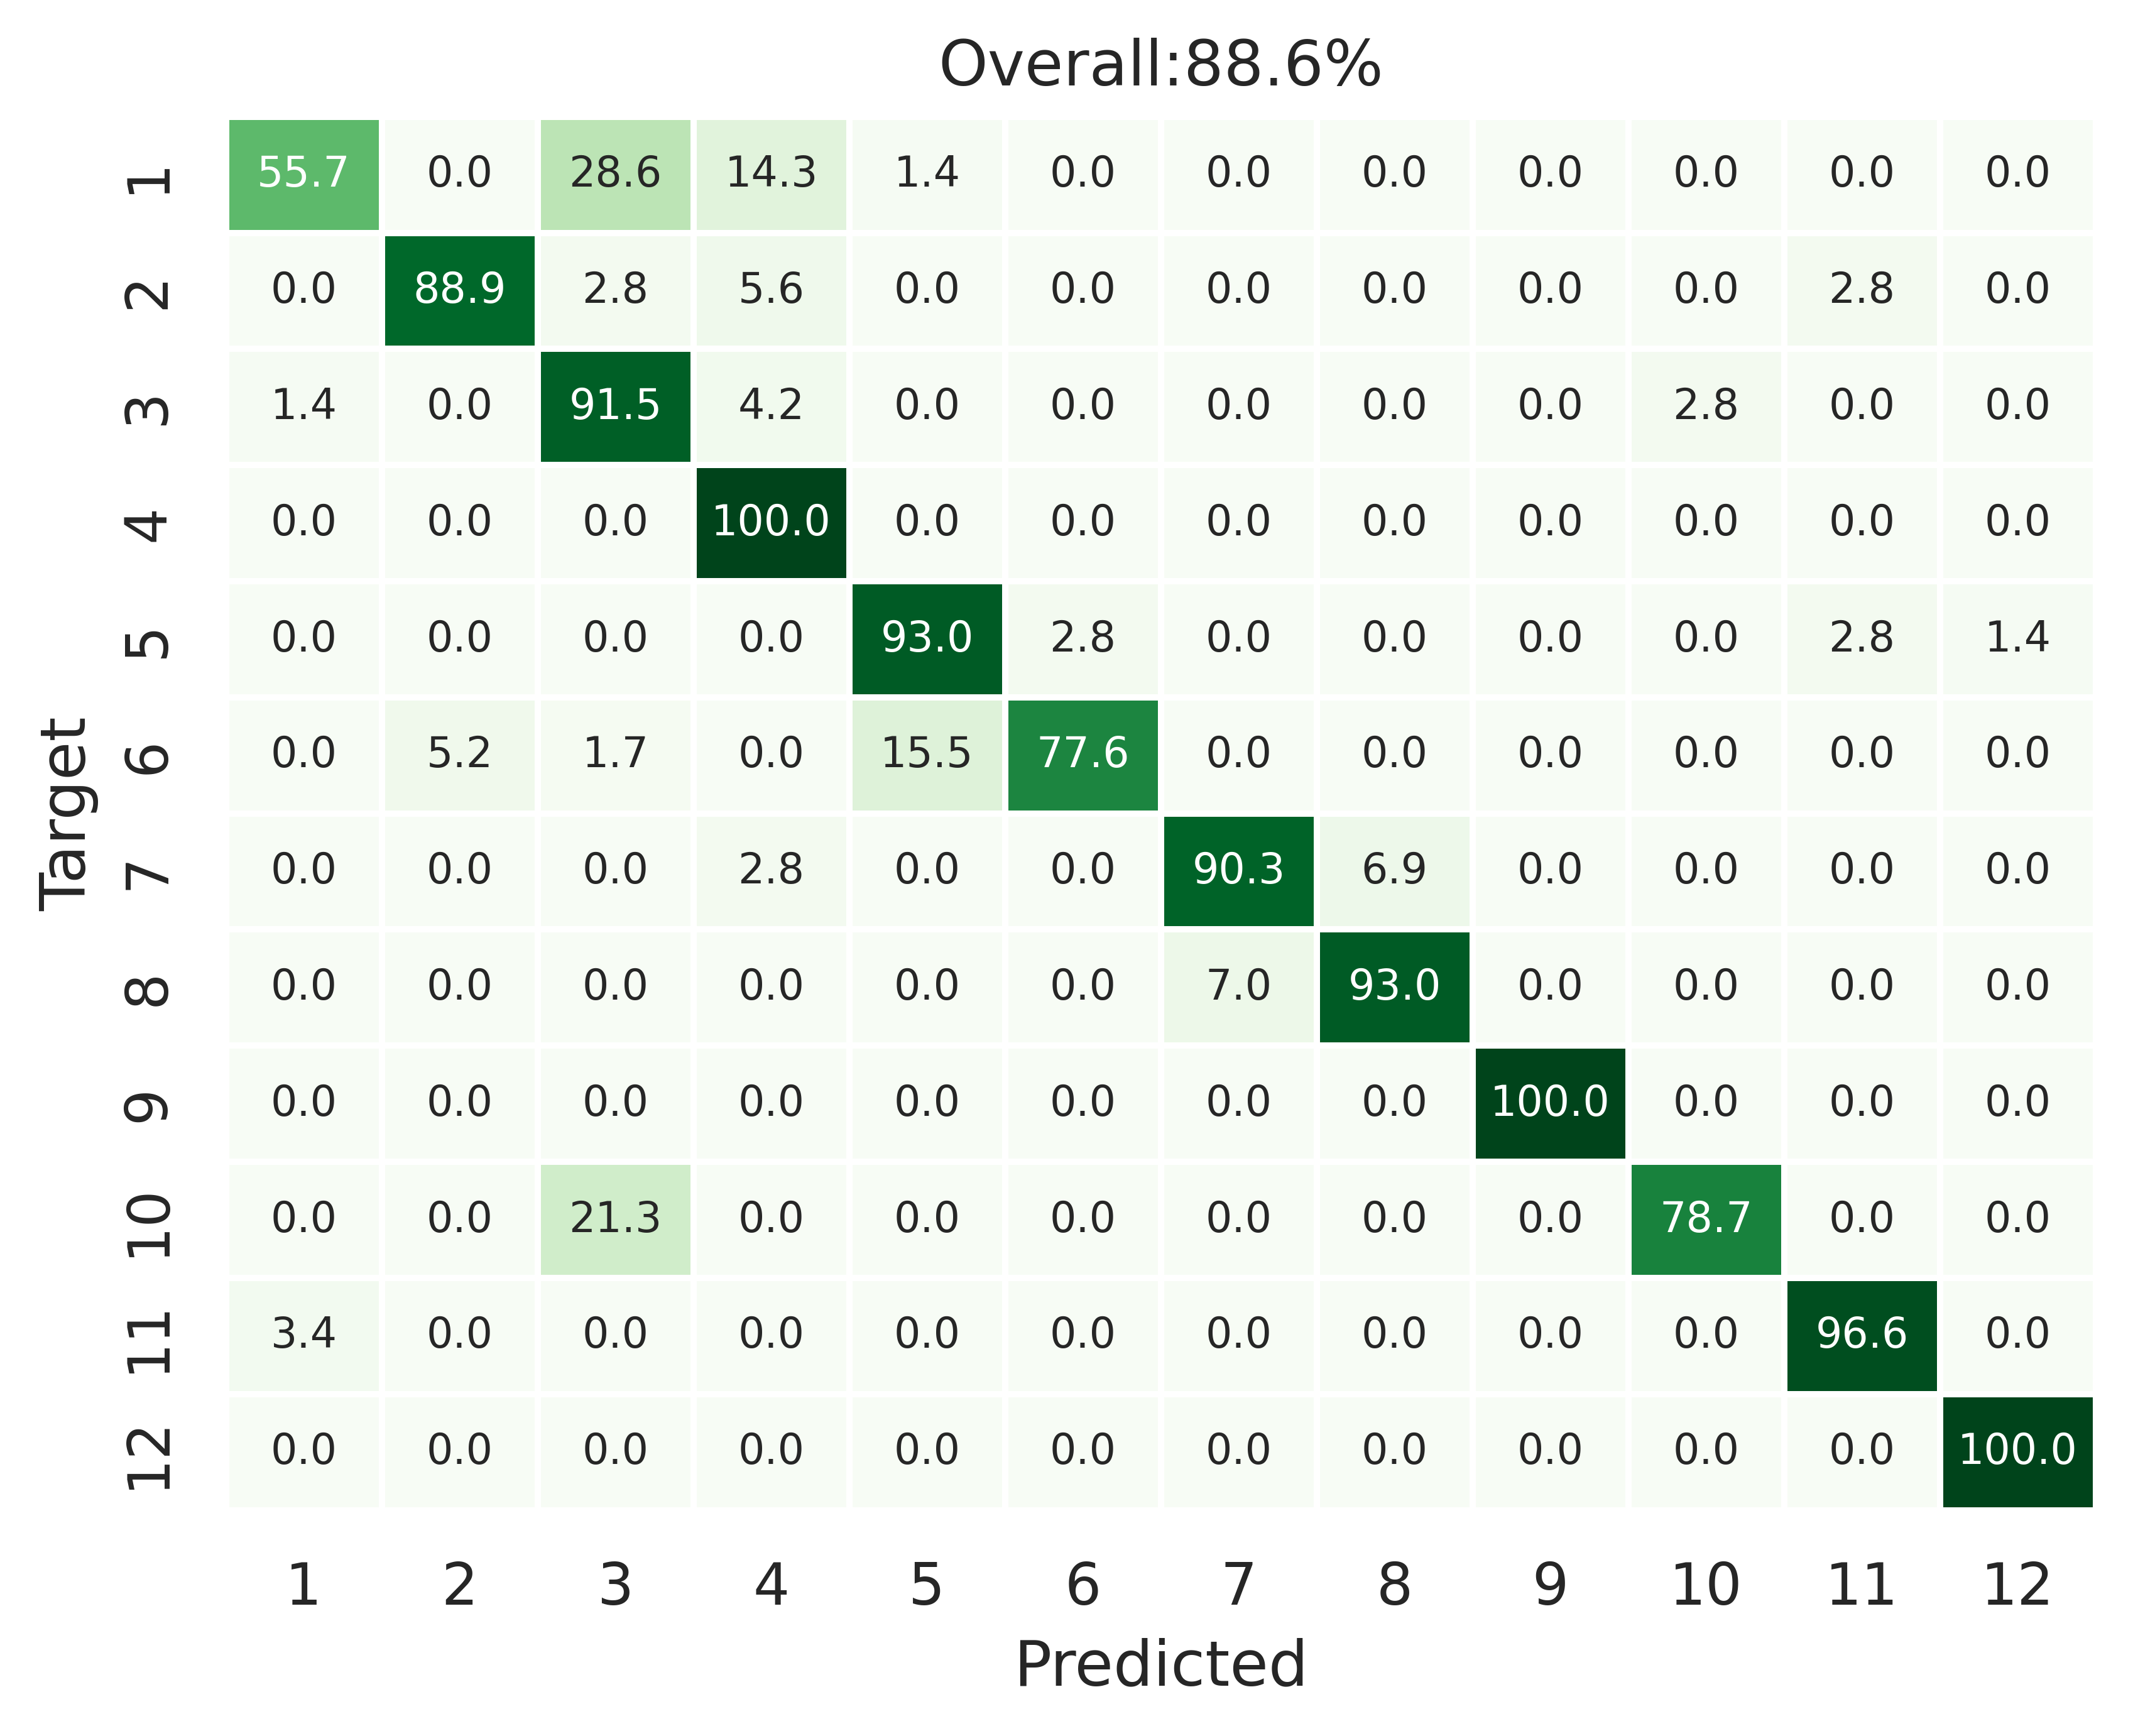 Overall:88.6%
1 55.7 0.0 28.6 14.3 1.4 0.0 0.0 0.0 0.0 0.0 0.0 0.0
2 0.0 88.9 2.8 5.6 0.0 0.0 0.0 0.0 0.0 0.0 2.8 0.0
3 1.4 0.0 91.5 4.2 0.0 0.0 0.0 0.0 0.0 2.8 0.0 0.0
4 0.0 0.0 0.0 100.0 0.0 0.0 0.0 0.0 0.0 0.0 0.0 0.0
5 0.0 0.0 0.0 0.0 93.0 2.8 0.0 0.0 0.0 0.0 2.8 1.4
6 0.0 5.2 1.7 0.0 15.5 77.6 0.0 0.0 0.0 0.0 0.0 0.0
7 0.0 0.0 0.0 2.8 0.0 0.0 90.3 6.9 0.0 0.0 0.0 0.0
8 0.0 0.0 0.0 0.0 0.0 0.0 7.0 93.0 0.0 0.0 0.0 0.0
9 0.0 0.0 0.0 0.0 0.0 0.0 0.0 0.0 100.0 0.0 0.0 0.0
10 0.0 0.0 21.3 0.0 0.0 0.0 0.0 0.0 0.0 78.7 0.0 0.0
11 3.4 0.0 0.0 0.0 0.0 0.0 0.0 0.0 0.0 0.0 96.6 0.0
12 0.0 0.0 0.0 0.0 0.0 0.0 0.0 0.0 0.0 0.0 0.0 100.0
Target
1 2 3 4 5 6 7 8 9 10 11 12
Predicted